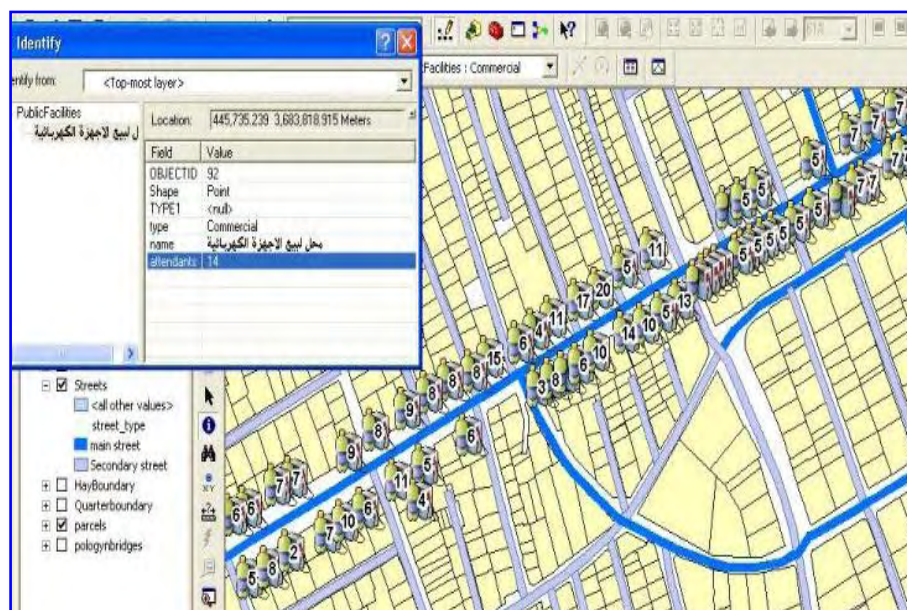 Identify
entify from: <Top-most layer>
PublicFacilities
ل لبيع الاجهزة الكهربائية
Location: 445,735.239 3,683,818.915 Meters
Field Value
OBJECTID 92
Shape Point
TYPE1 <null>
type Commercial
name محل لبيع الاجهزة الكهربائية
attendants 14
acilities : Commercial
Streets
<all other values>
street_type
main street
Secondary street
HayBoundary
Quarterboundary
parcels
pologynbridges
XY
7 7 7
5 7
5 5 5
7 7
5 5 5
5 5 5 5
5 11
17 20
6 4 11
14 10 5 13
8 8 8 15
3 8 6 10
9 8
6
9
5
11
4
7 7
6 6
7 10 6
5 8 2